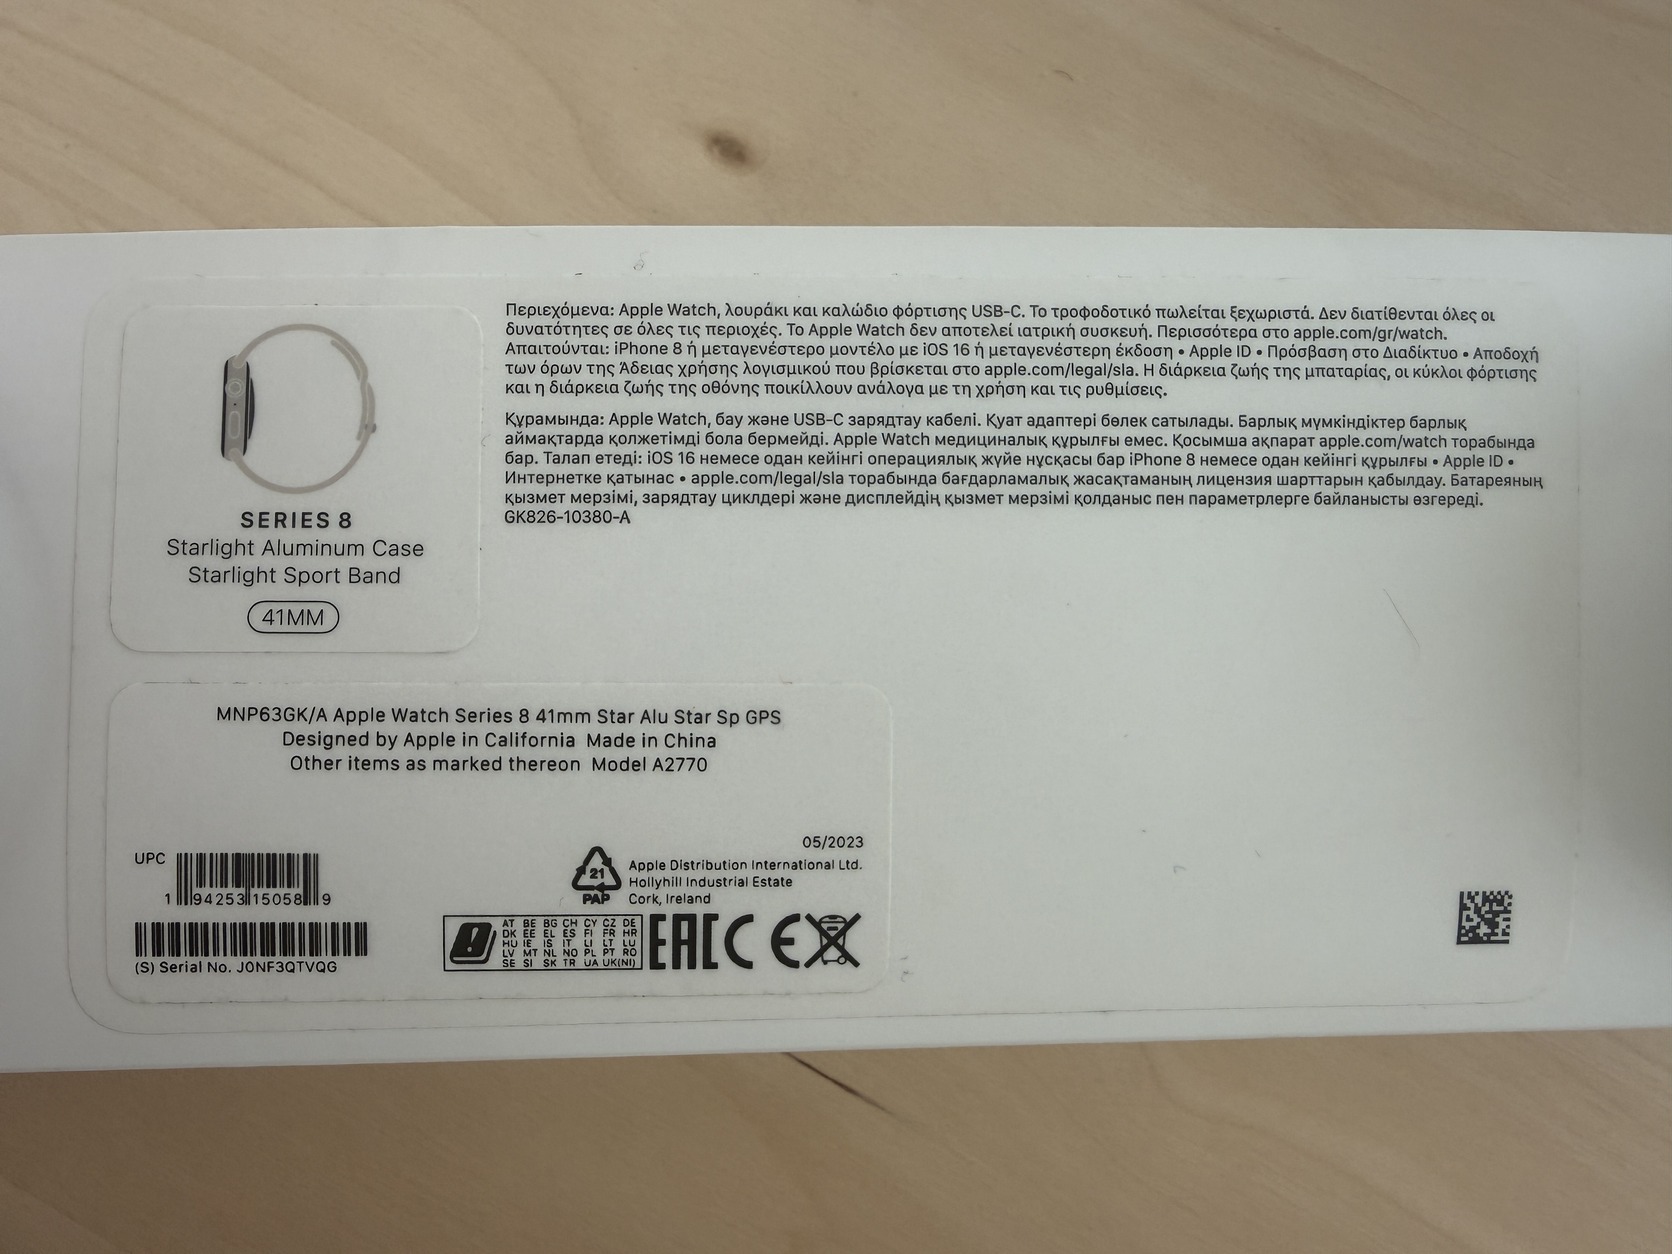 SERIES 8
Starlight Aluminum Case
Starlight Sport Band
41MM
Περιεχόμενα: Apple Watch, λουράκι και καλώδιο φόρτισης USB-C. Το τροφοδοτικό πωλείται ξεχωριστά. Δεν διατίθενται όλες οι
δυνατότητες σε όλες τις περιοχές. Το Apple Watch δεν αποτελεί ιατρική συσκευή. Περισσότερα στο apple.com/gr/watch.
Απαιτούνται: iPhone 8 ή μεταγενέστερο μοντέλο με iOS 16 ή μεταγενέστερη έκδοση • Apple ID • Πρόσβαση στο Διαδίκτυο • Αποδοχή
των όρων της Άδειας χρήσης λογισμικού που βρίσκεται στο apple.com/legal/sla. Η διάρκεια ζωής της μπαταρίας, οι κύκλοι φόρτισης
και η διάρκεια ζωής της οθόνης ποικίλλουν ανάλογα με τη χρήση και τις ρυθμίσεις.
Құрамында: Apple Watch, бау және USB-C зарядтау кабелі. Қуат адаптері бөлек сатылады. Барлық мүмкіндіктер барлық
аймақтарда қолжетімді бола бермейді. Apple Watch медициналық құрылғы емес. Қосымша ақпарат apple.com/watch торабында
бар. Талап етеді: iOS 16 немесе одан кейінгі операциялық жүйе нұсқасы бар iPhone 8 немесе одан кейінгі құрылғы • Apple ID •
Интернетке қатынас • apple.com/legal/sla торабында бағдарламалық жасақтаманың лицензия шарттарын қабылдау. Батареяның
қызмет мерзімі, зарядтау циклдері және дисплейдің қызмет мерзімі қолданыс пен параметрлерге байланысты өзгереді.
GK826-10380-A
MNP63GK/A Apple Watch Series 8 41mm Star Alu Star Sp GPS
Designed by Apple in California Made in China
Other items as marked thereon Model A2770
UPC
1 94253 15058 9
(S) Serial No. J0NF3QTVQG
05/2023
21
PAP
Apple Distribution International Ltd.
Hollyhill Industrial Estate
Cork, Ireland
AT BE BG CH CY CZ DE
DK EE EL ES FI FR HR
HU IE IS IT LI LT LU
LV MT NL NO PL PT RO
SE SI SK TR UA UK(NI)
EAC CE